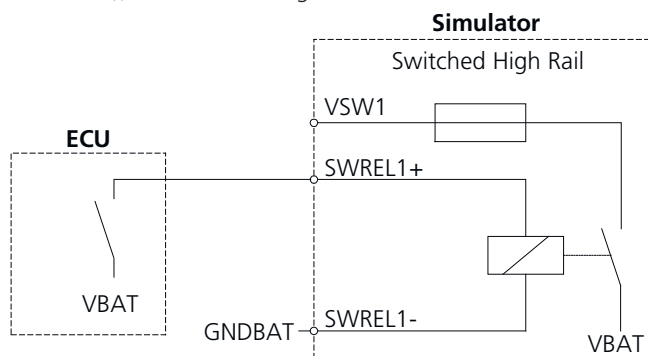 Simulator
Switched High Rail
VSW1
ECU
SWREL1+
VBAT
GNDBAT
SWREL1-
VBAT